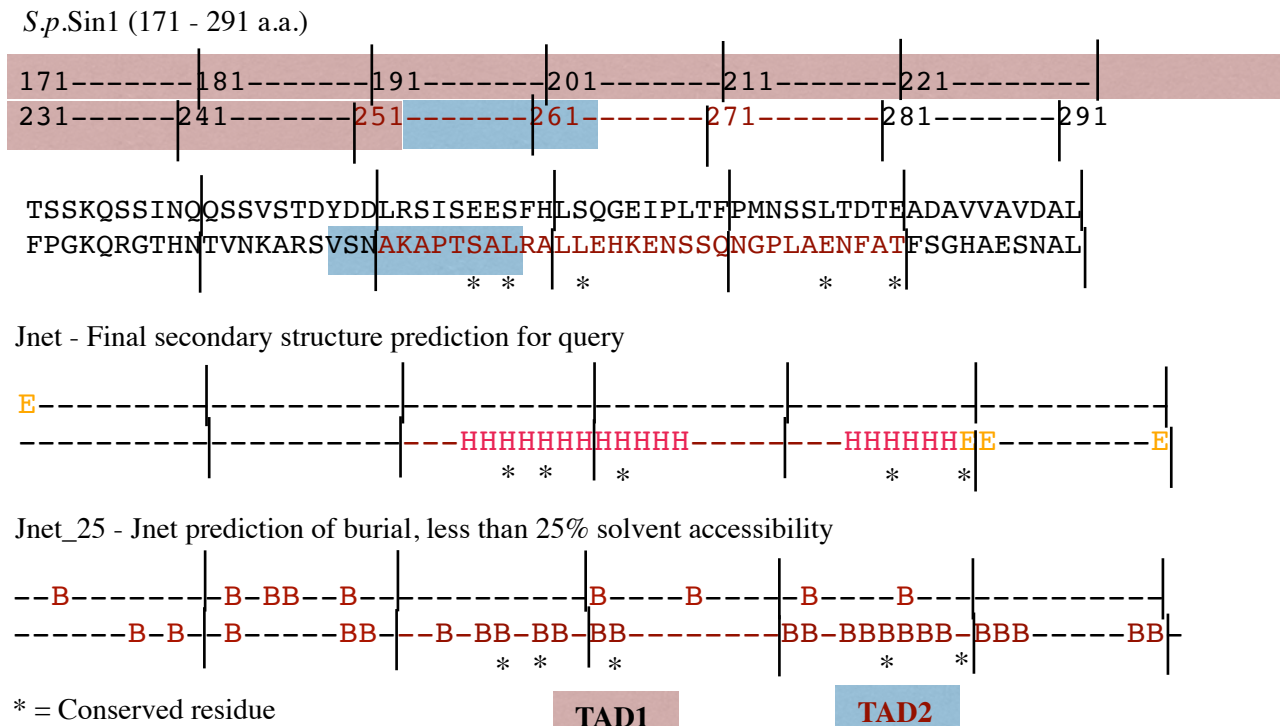 S.p.Sin1 (171 - 291 a.a.)
171-------181-------191-------201-------211-------221----------
231-------241-------251-------261-------271-------281-------291
TSSKQSSINQQSSVSTDYDDLRSISEESFHLSQGEIPLTFPMNSSLTDTEADAVVAVDAL
FPGKQRGTHNTVNKARSVSNAKAPTSALRALLEHKENSSQNGPLAENFATFSGHAESNAL
* * * * *
Jnet - Final secondary structure prediction for query
E-----------------------------------------------------------
-----------------------HHHHHHHHHHHH--------HHHHHHEE--------E
* * * * *
Jnet_25 - Jnet prediction of burial, less than 25% solvent accessibility
--B--------B-BB--B------------B----B-----B----B-------------
------B-B--B-----BB---B-BB-BB-BB--------BB-BBBBBB-BBB-----BB-
* * * * *
* = Conserved residue TAD1 TAD2